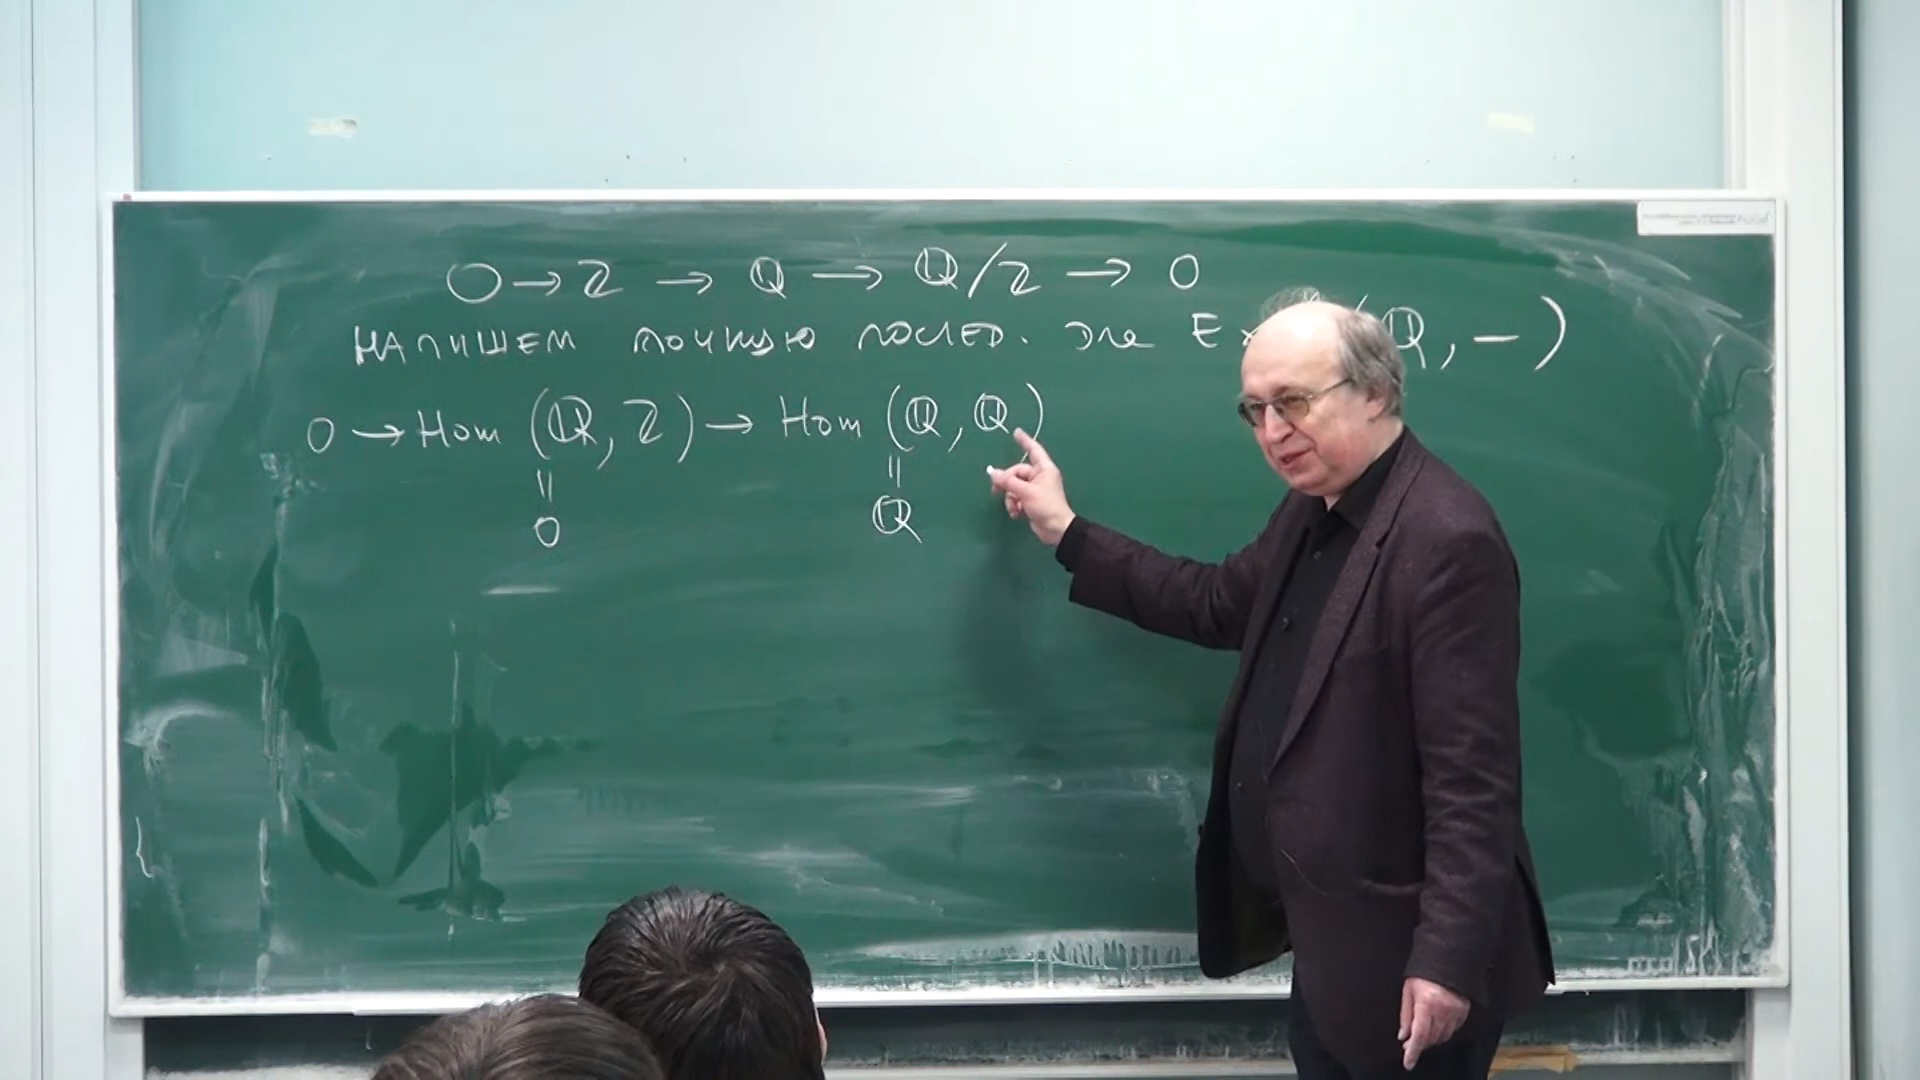 0 → ℤ → ℚ → ℚ/ℤ → 0
НАПИШЕМ точную послед. для E (ℚ, −)
0 → Hom (ℚ, ℤ) → Hom (ℚ, ℚ)
॥ ॥
0 ℚ